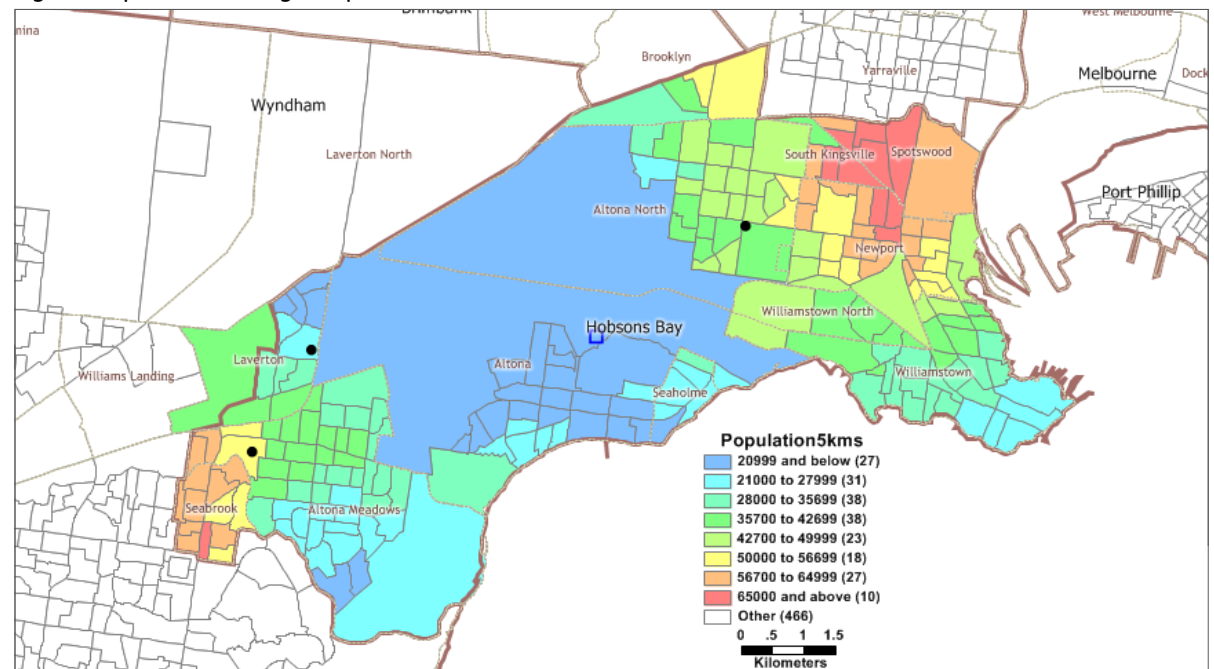 Brimbank
West Melbourne
nina
Brooklyn
Yarraville
Melbourne
Dock
Wyndham
Laverton North
South Kingsville
Spotswood
Port Phillip
Altona North
Newport
Williamstown North
Hobsons Bay
Laverton
Altona
Williams Landing
Seaholme
Williamstown
Seabrook
Altona Meadows
Population5kms
20999 and below (27)
21000 to 27999 (31)
28000 to 35699 (38)
35700 to 42699 (38)
42700 to 49999 (23)
50000 to 56699 (18)
56700 to 64999 (27)
65000 and above (10)
Other (466)
0 .5 1 1.5
Kilometers